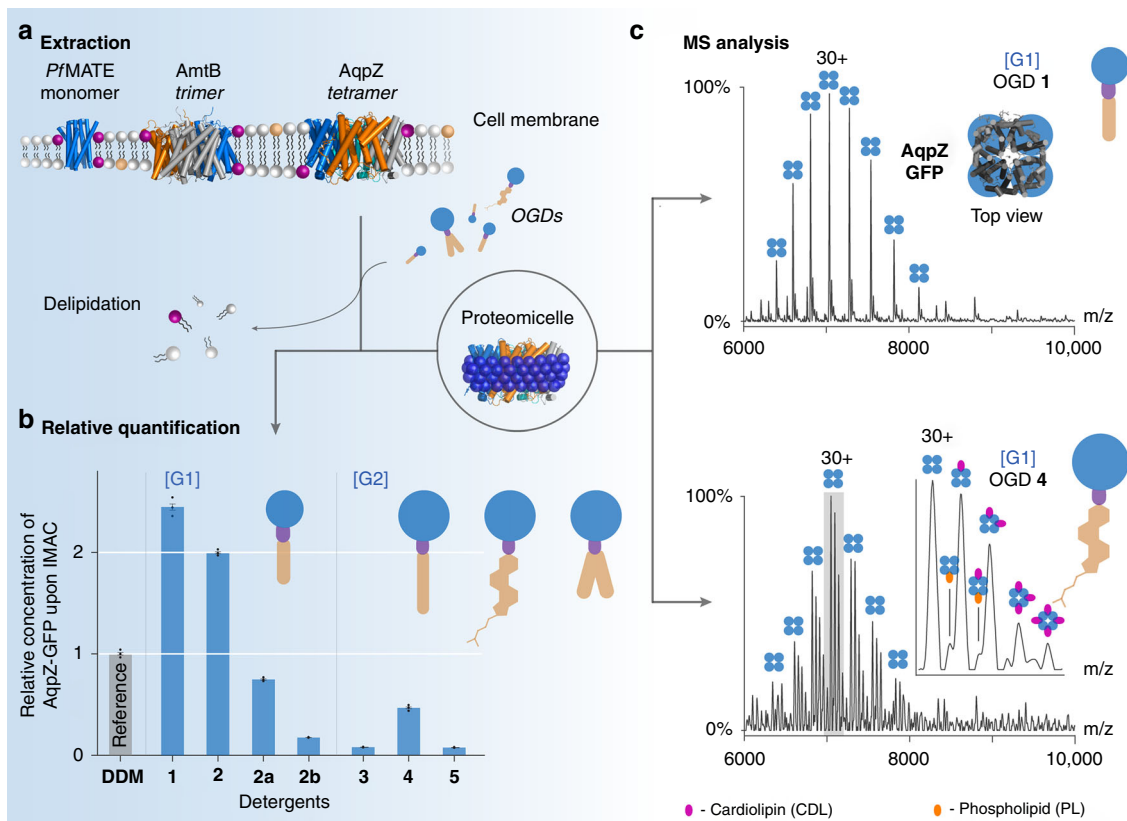 a Extraction
PfMATE
monomer
AmtB
trimer
AqpZ
tetramer
Cell membrane
OGDs
Delipidation
Proteomicelle
b Relative quantification
[G1]
[G2]
Relative concentration of
AqpZ-GFP upon IMAC
2
1
0
Reference
DDM
1
2
2a
2b
3
4
5
Detergents
c MS analysis
30+
[G1]
OGD 1
100%
AqpZ
GFP
Top view
0%
m/z
6000
8000
10,000
30+
30+
[G1]
OGD 4
100%
m/z
0%
m/z
6000
8000
10,000
- Cardiolipin (CDL)
- Phospholipid (PL)